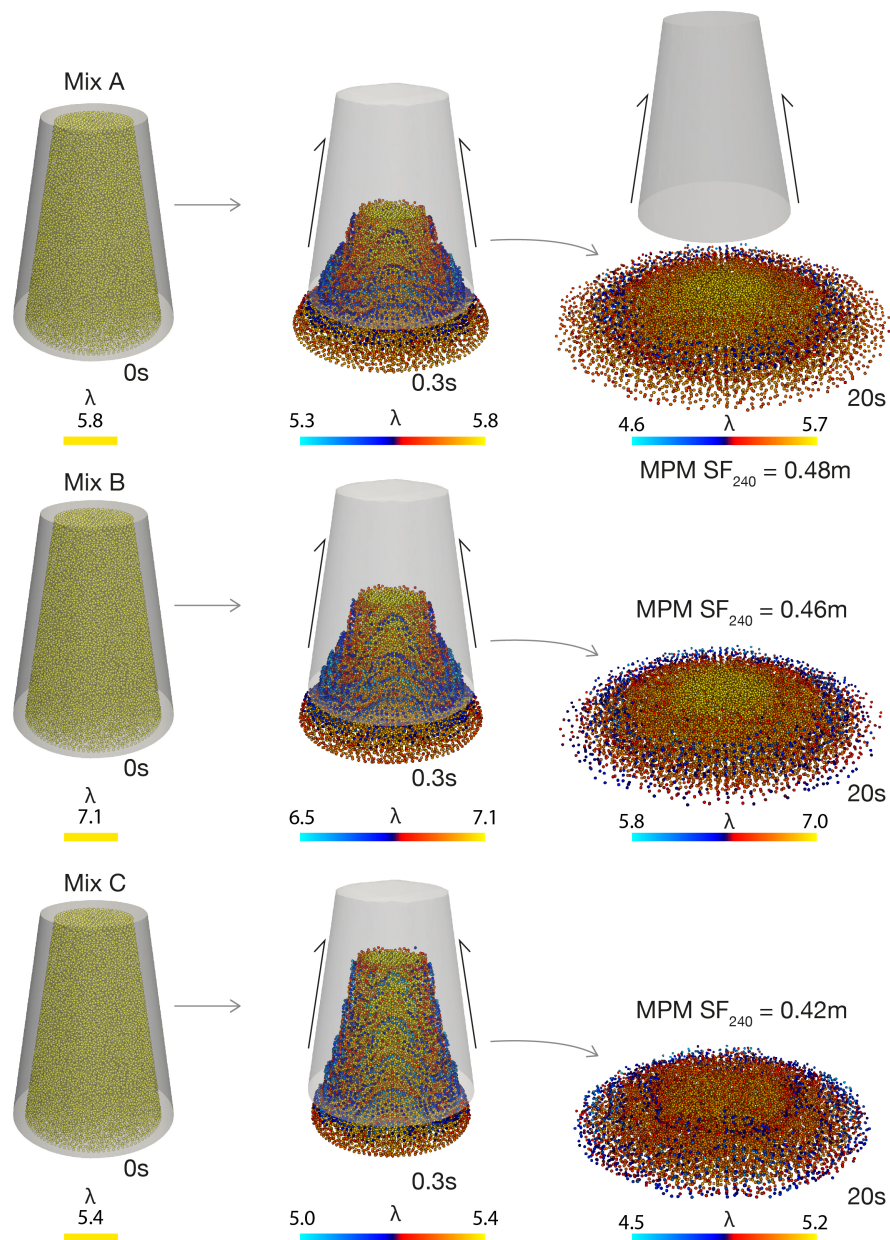 Mix A
0s
0.3s
20s
λ
5.8
5.3 λ 5.8
4.6 λ 5.7
MPM SF240 = 0.48m
Mix B
MPM SF240 = 0.46m
0s
0.3s
20s
λ
7.1
6.5 λ 7.1
5.8 λ 7.0
Mix C
MPM SF240 = 0.42m
0s
0.3s
20s
λ
5.4
5.0 λ 5.4
4.5 λ 5.2